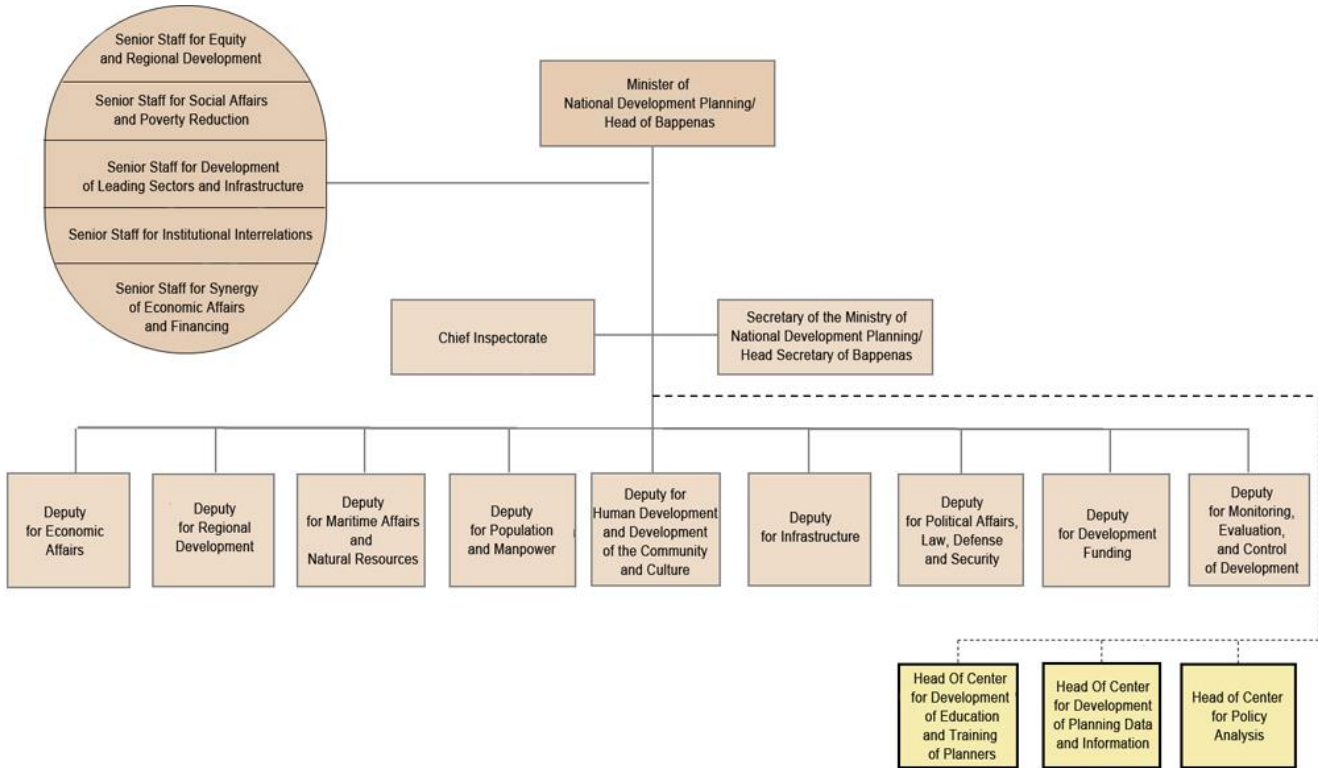 Senior Staff for Equity
and Regional Development
Senior Staff for Social Affairs
and Poverty Reduction
Senior Staff for Development
of Leading Sectors and Infrastructure
Senior Staff for Institutional Interrelations
Senior Staff for Synergy
of Economic Affairs
and Financing
Minister of
National Development Planning/
Head of Bappenas
Chief Inspectorate
Secretary of the Ministry of
National Development Planning/
Head Secretary of Bappenas
Deputy
for Economic
Affairs
Deputy
for Regional
Development
Deputy
for Maritime Affairs
and
Natural Resources
Deputy
for Population
and Manpower
Deputy for
Human Development
and Development
of the Community
and Culture
Deputy
for Infrastructure
Deputy
for Political Affairs,
Law, Defense
and Security
Deputy
for Development
Funding
Deputy
for Monitoring,
Evaluation,
and Control
of Development
Head Of Center
for Development
of Education
and Training
of Planners
Head Of Center
for Development
of Planning Data
and Information
Head of Center
for Policy
Analysis